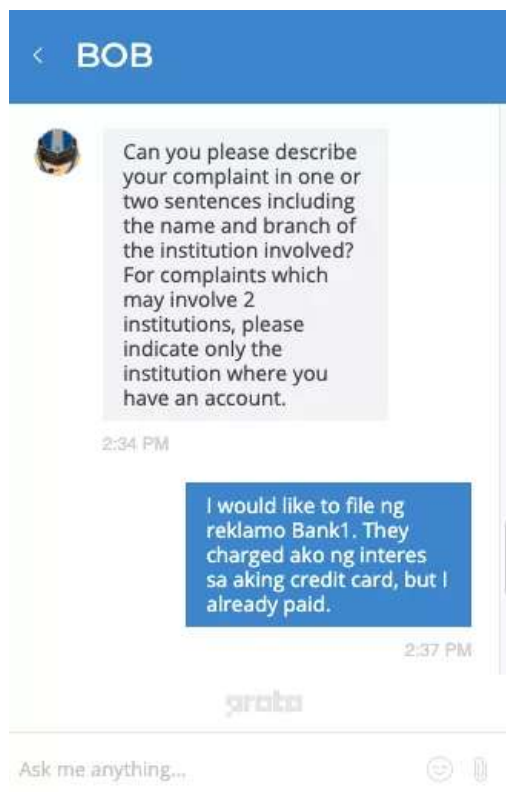 BOB
Can you please describe
your complaint in one or
two sentences including
the name and branch of
the institution involved?
For complaints which
may involve 2
institutions, please
indicate only the
institution where you
have an account.
2:34 PM
I would like to file ng
reklamo Bank1. They
charged ako ng interes
sa aking credit card, but I
already paid.
2:37 PM
proto
Ask me anything...